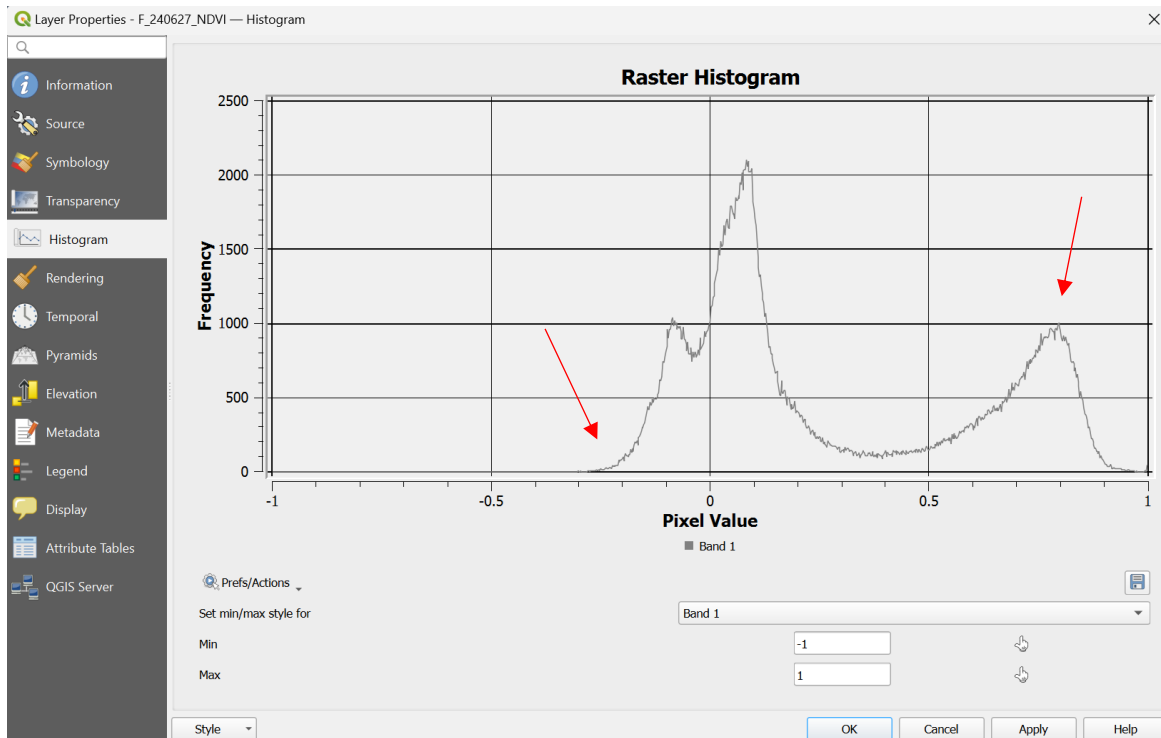 Layer Properties - F_240627_NDVI — Histogram
Information
Source
Symbology
Transparency
Histogram
Rendering
Temporal
Pyramids
Elevation
Metadata
Legend
Display
Attribute Tables
QGIS Server
Raster Histogram
Frequency
2500
2000
1500
1000
500
0
-1 -0.5 0 0.5 1
Pixel Value
Band 1
Prefs/Actions
Set min/max style for Band 1
Min -1
Max 1
Style OK Cancel Apply Help